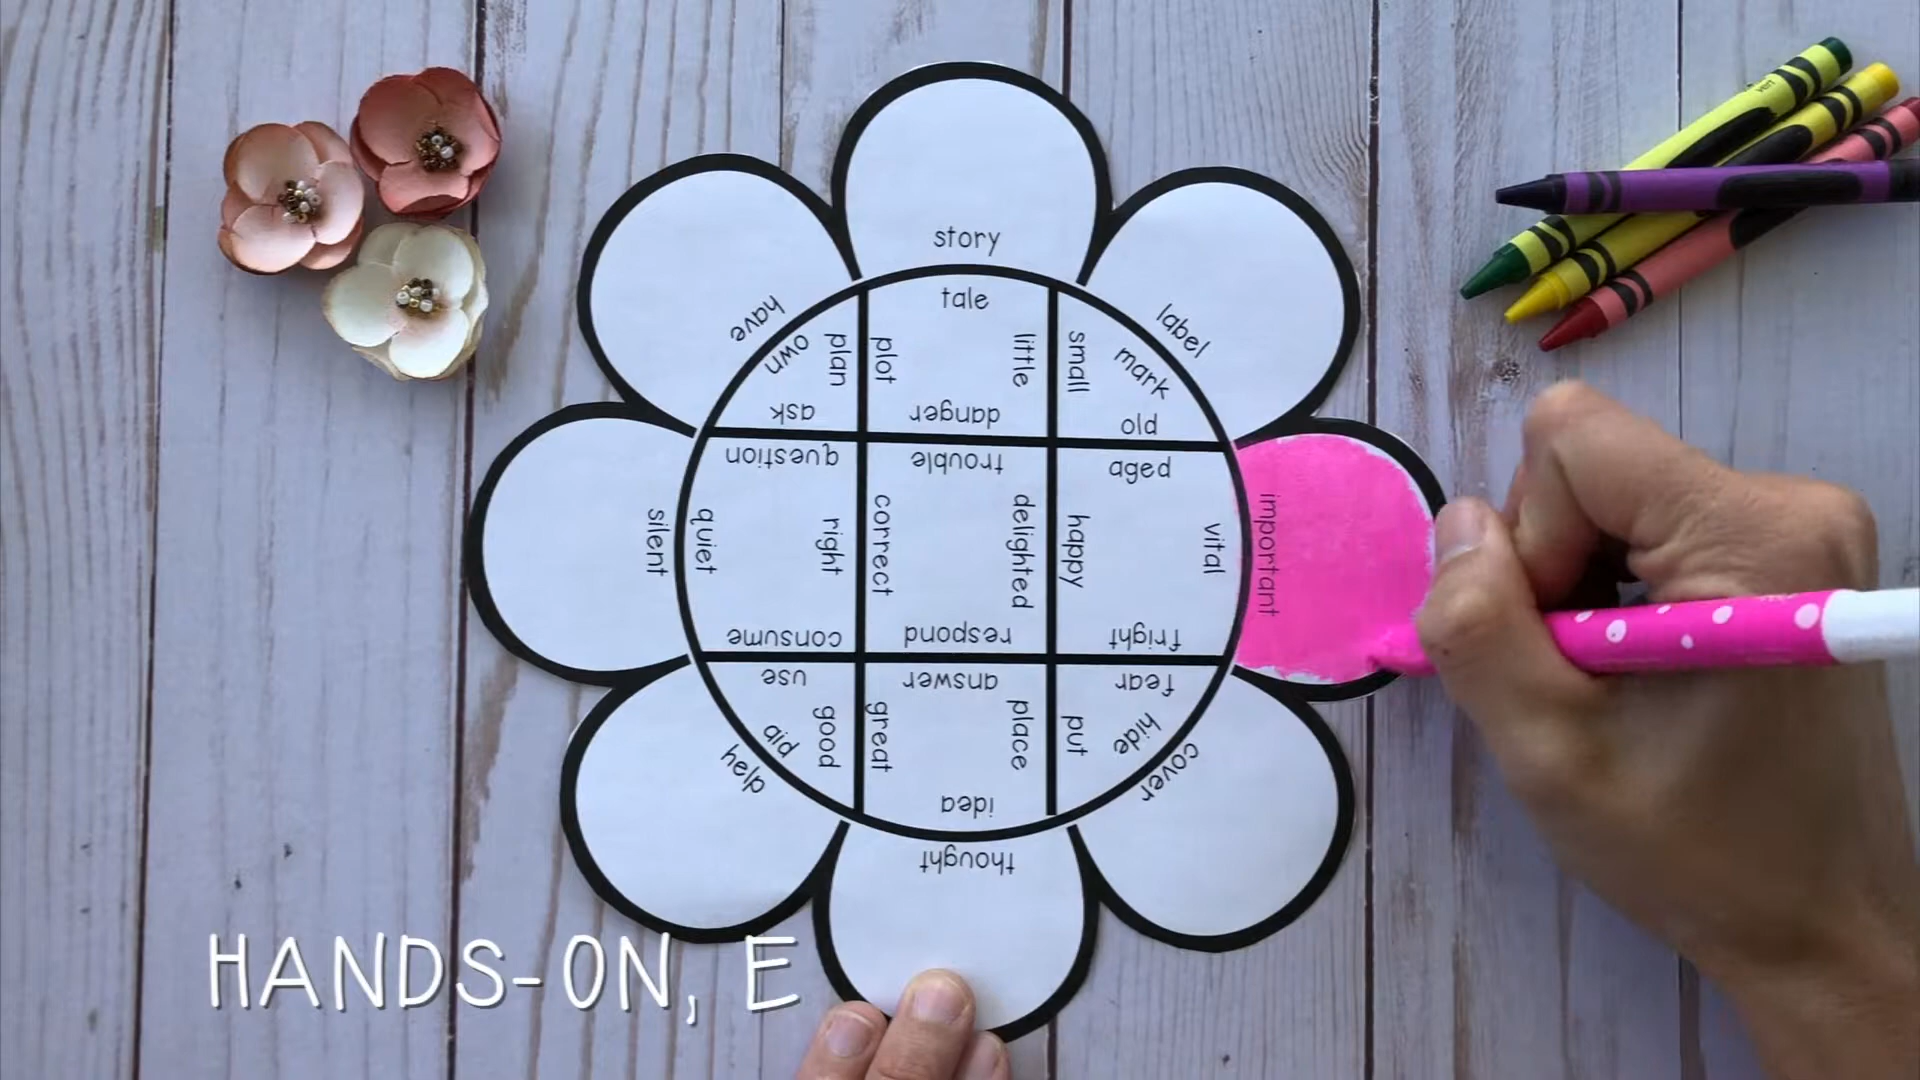 story
tale
have
own
plan
plot
little
small
mark
label
ask
danger
old
question
trouble
aged
silent
quiet
right
correct
delighted
happy
vital
important
consume
respond
fright
use
answer
fear
help
aid
good
great
place
put
hide
cover
idea
thought
HANDS-ON, E